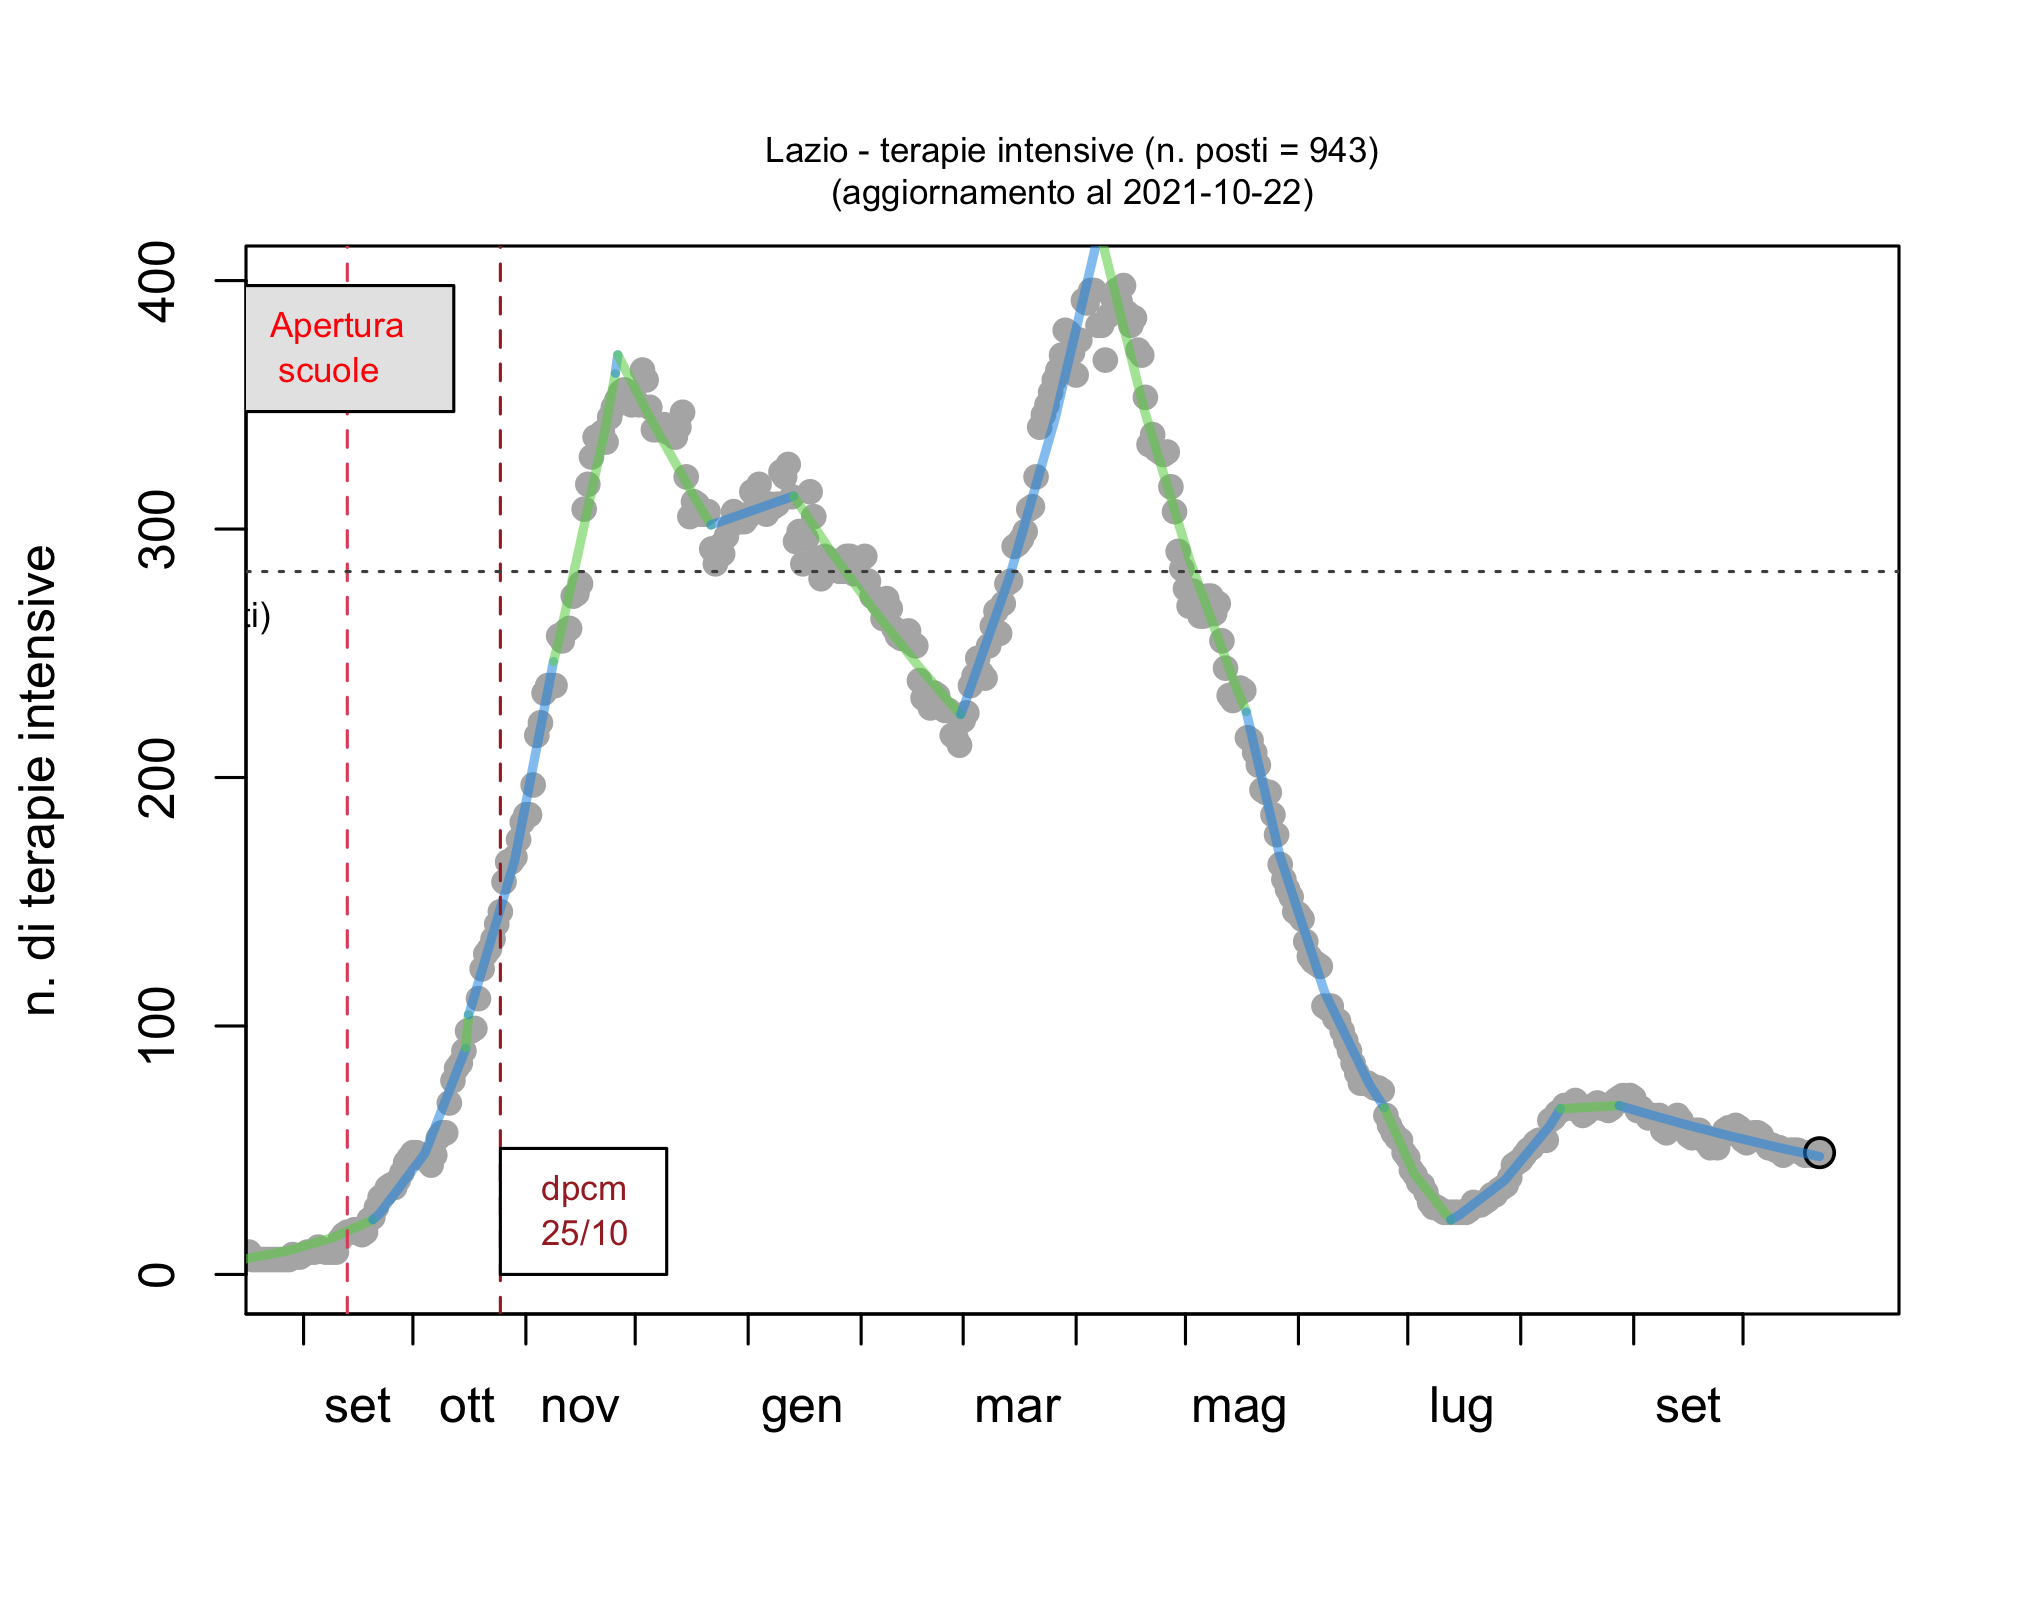 Lazio - terapie intensive (n. posti = 943)
(aggiornamento al 2021-10-22)
n. di terapie intensive
400
300
200
100
0
Apertura
scuole
ti)
dpcm
25/10
set ott nov gen mar mag lug set